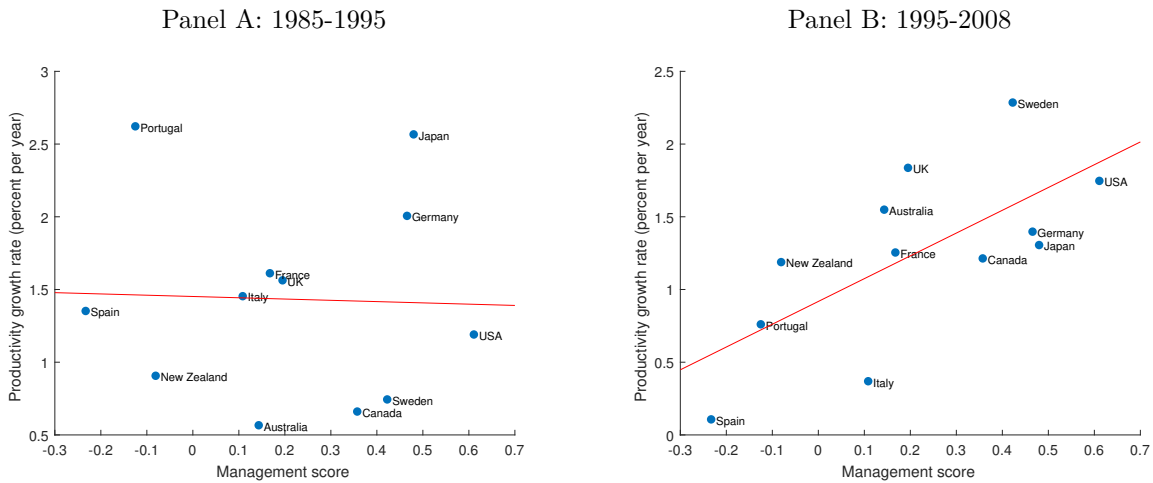 Panel A: 1985-1995
Productivity growth rate (percent per year)
3
2.5
2
1.5
1
0.5
Portugal
Japan
Germany
France
UK
Italy
Spain
USA
New Zealand
Sweden
Canada
Australia
-0.3 -0.2 -0.1 0 0.1 0.2 0.3 0.4 0.5 0.6 0.7
Management score
Panel B: 1995-2008
Productivity growth rate (percent per year)
2.5
2
1.5
1
0.5
0
Sweden
UK
USA
Australia
Germany
Japan
France
Canada
New Zealand
Portugal
Italy
Spain
-0.3 -0.2 -0.1 0 0.1 0.2 0.3 0.4 0.5 0.6 0.7
Management score